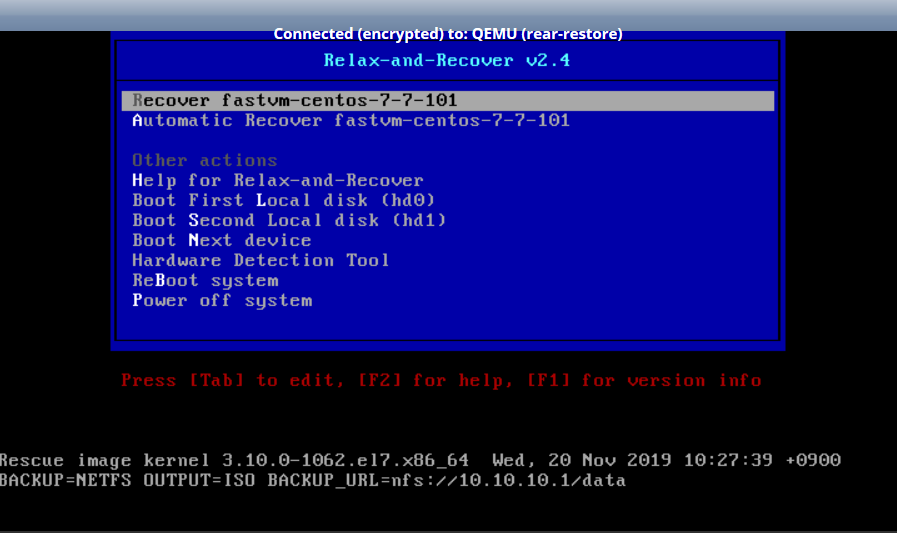 Connected (encrypted) to: QEMU (rear-restore)
Relax-and-Recover v2.4
Recover fastvm-centos-7-7-101
Automatic Recover fastvm-centos-7-7-101
Other actions
Help for Relax-and-Recover
Boot First Local disk (hd0)
Boot Second Local disk (hd1)
Boot Next device
Hardware Detection Tool
ReBoot system
Power off system
Press [Tab] to edit, [F2] for help, [F1] for version info
Rescue image kernel 3.10.0-1062.el7.x86_64  Wed, 20 Nov 2019 10:27:39 +0900
BACKUP=NETFS OUTPUT=ISO BACKUP_URL=nfs://10.10.10.1/data